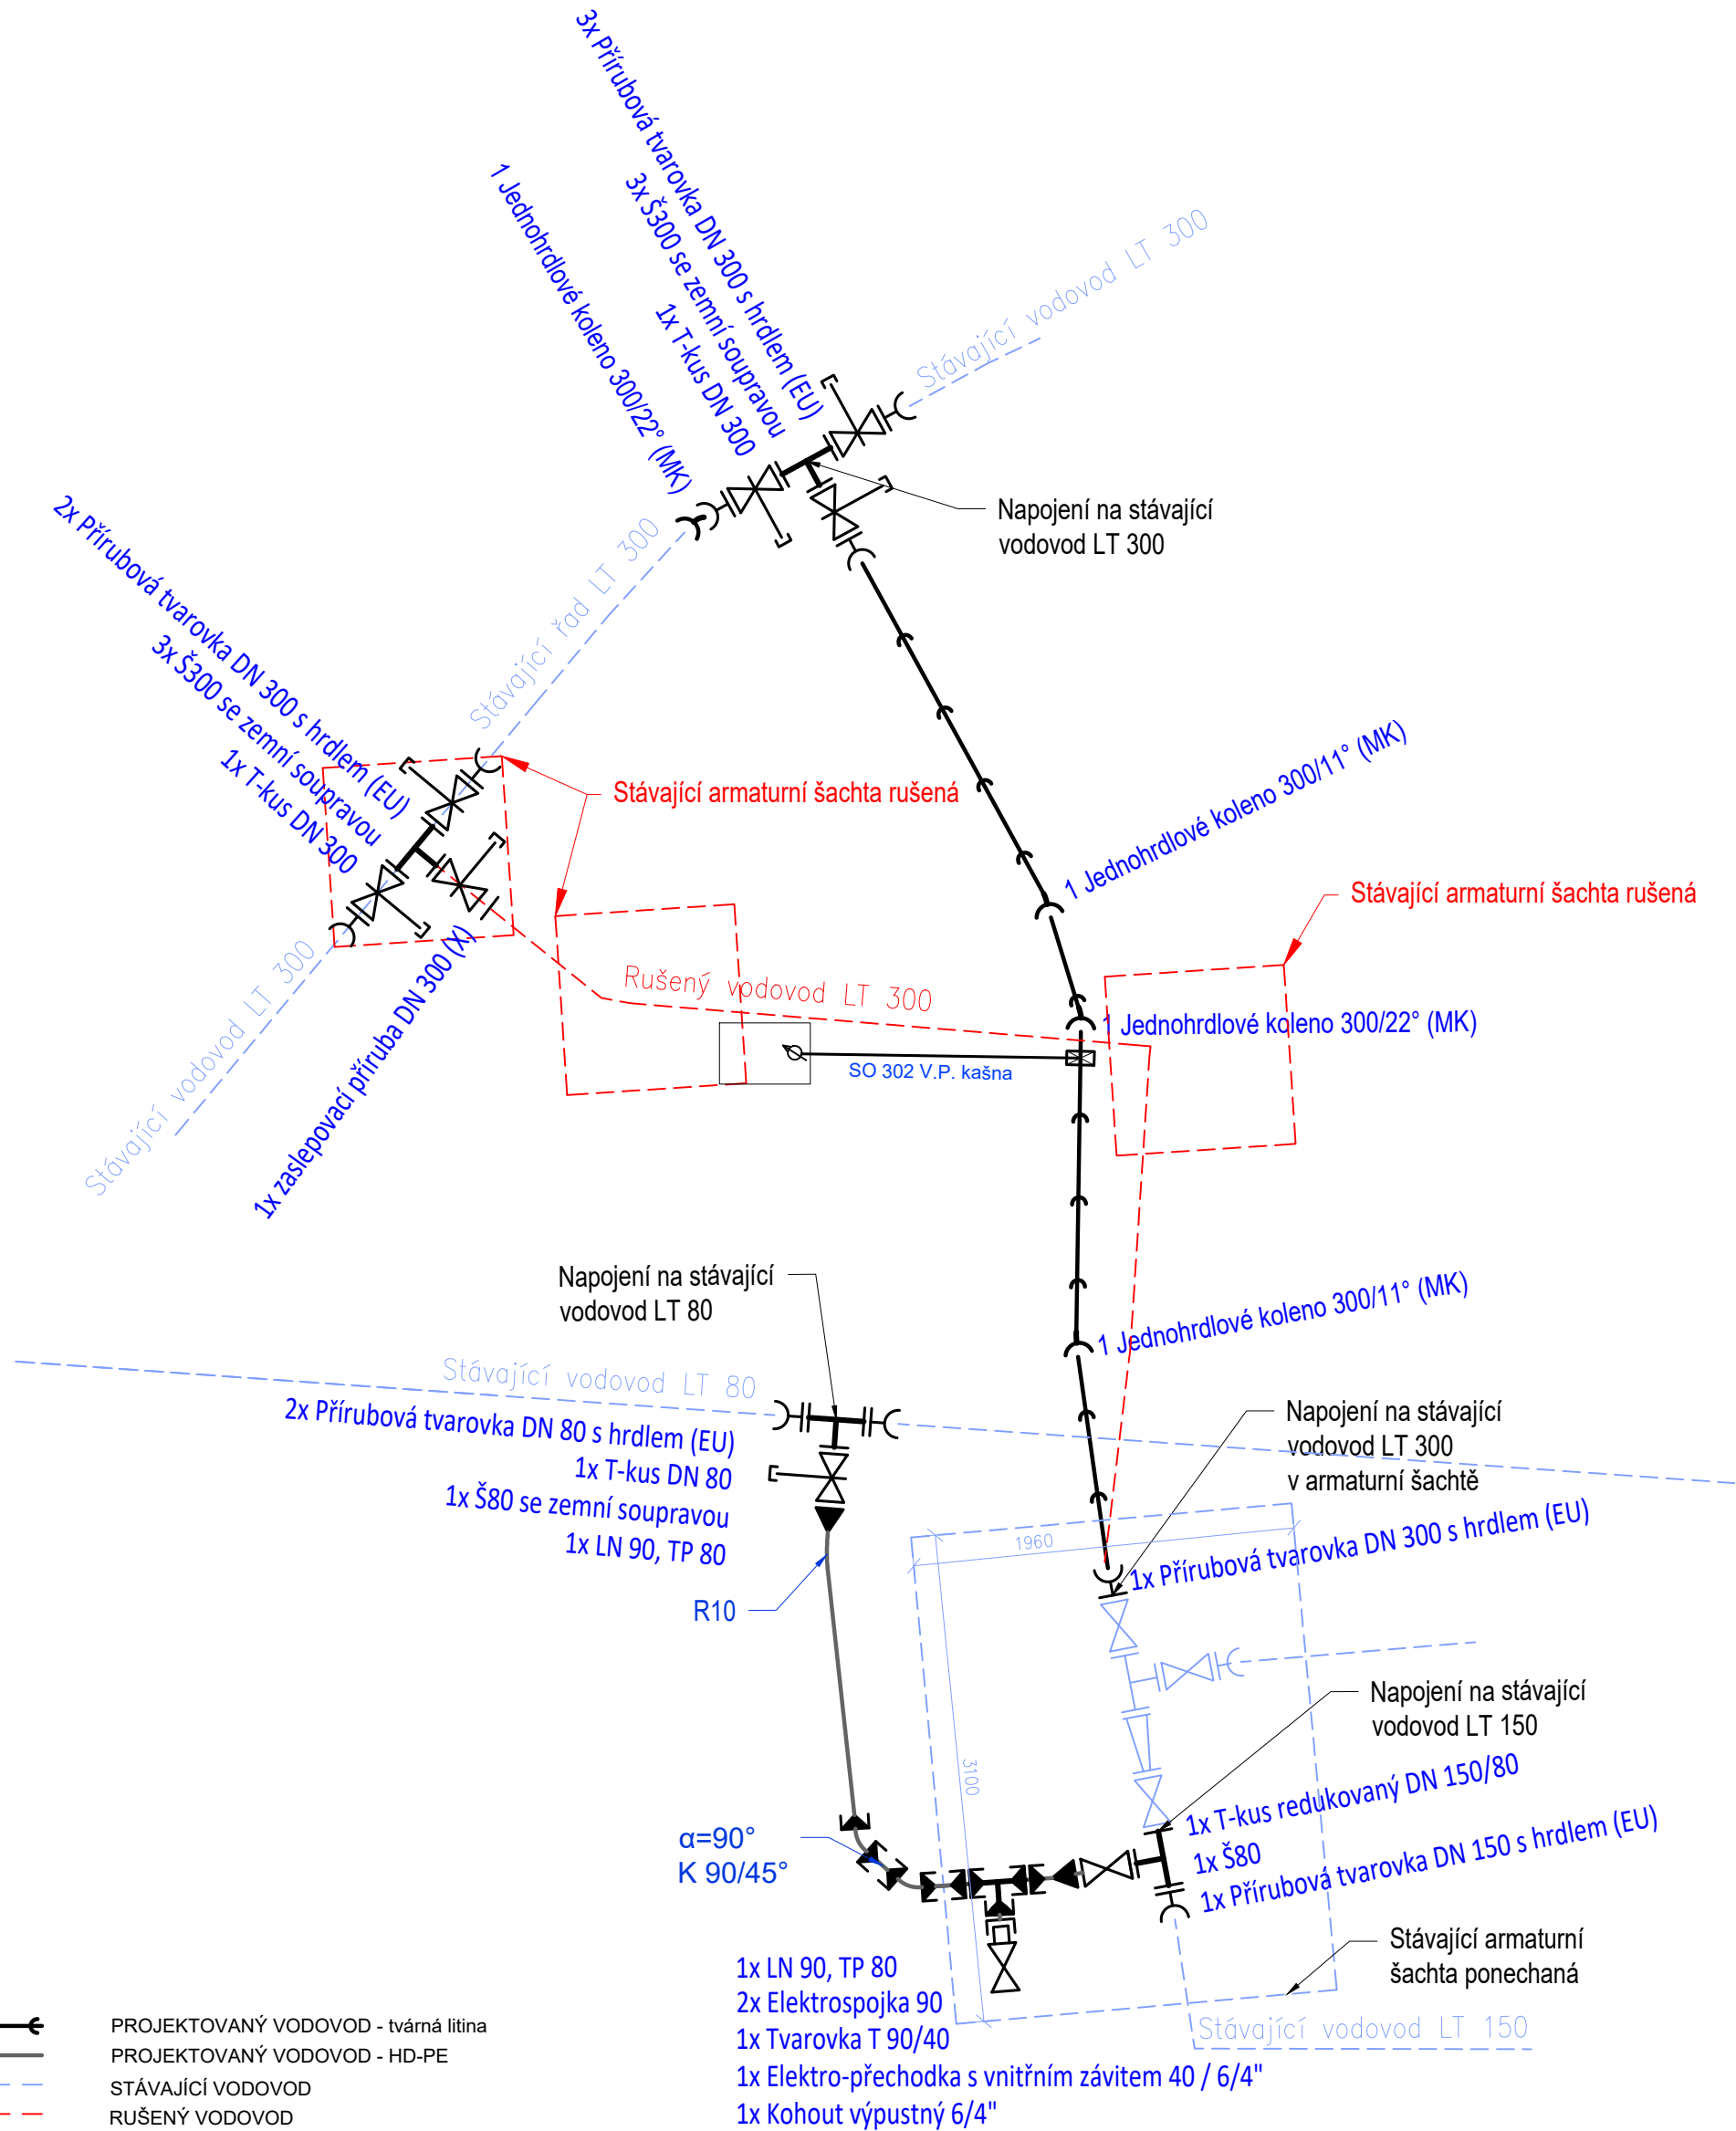 3x Přírubová tvarovka DN 300 s hrdlem (EU)
3x Š300 se zemní soupravou
1x T-kus DN 300
1 Jednohrdlové koleno 300/22° (MK)
Stávající vodovod LT 300
Napojení na stávající
vodovod LT 300
Stávající řad LT 300
2x Přírubová tvarovka DN 300 s hrdlem (EU)
3x Š300 se zemní soupravou
1x T-kus DN 300
Stávající armaturní šachta rušená
1 Jednohrdlové koleno 300/11° (MK)
Stávající armaturní šachta rušená
Stávající vodovod LT 300
1x zaslepovací příruba DN 300 (X)
Rušený vodovod LT 300
1 Jednohrdlové koleno 300/22° (MK)
SO 302 V.P. kašna
Napojení na stávající
vodovod LT 80
1 Jednohrdlové koleno 300/11° (MK)
Stávající vodovod LT 80
2x Přírubová tvarovka DN 80 s hrdlem (EU)
1x T-kus DN 80
1x Š80 se zemní soupravou
1x LN 90, TP 80
R10
Napojení na stávající
vodovod LT 300
v armaturní šachtě
1x Přírubová tvarovka DN 300 s hrdlem (EU)
1960
3100
Napojení na stávající
vodovod LT 150
1x T-kus redukovaný DN 150/80
1x Š80
1x Přírubová tvarovka DN 150 s hrdlem (EU)
α=90°
K 90/45°
Stávající armaturní
šachta ponechaná
Stávající vodovod LT 150
1x LN 90, TP 80
2x Elektrospojka 90
1x Tvarovka T 90/40
1x Elektro-přechodka s vnitřním závitem 40 / 6/4"
1x Kohout výpustný 6/4"
PROJEKTOVANÝ VODOVOD - tvárná litina
PROJEKTOVANÝ VODOVOD - HD-PE
STÁVAJÍCÍ VODOVOD
RUŠENÝ VODOVOD